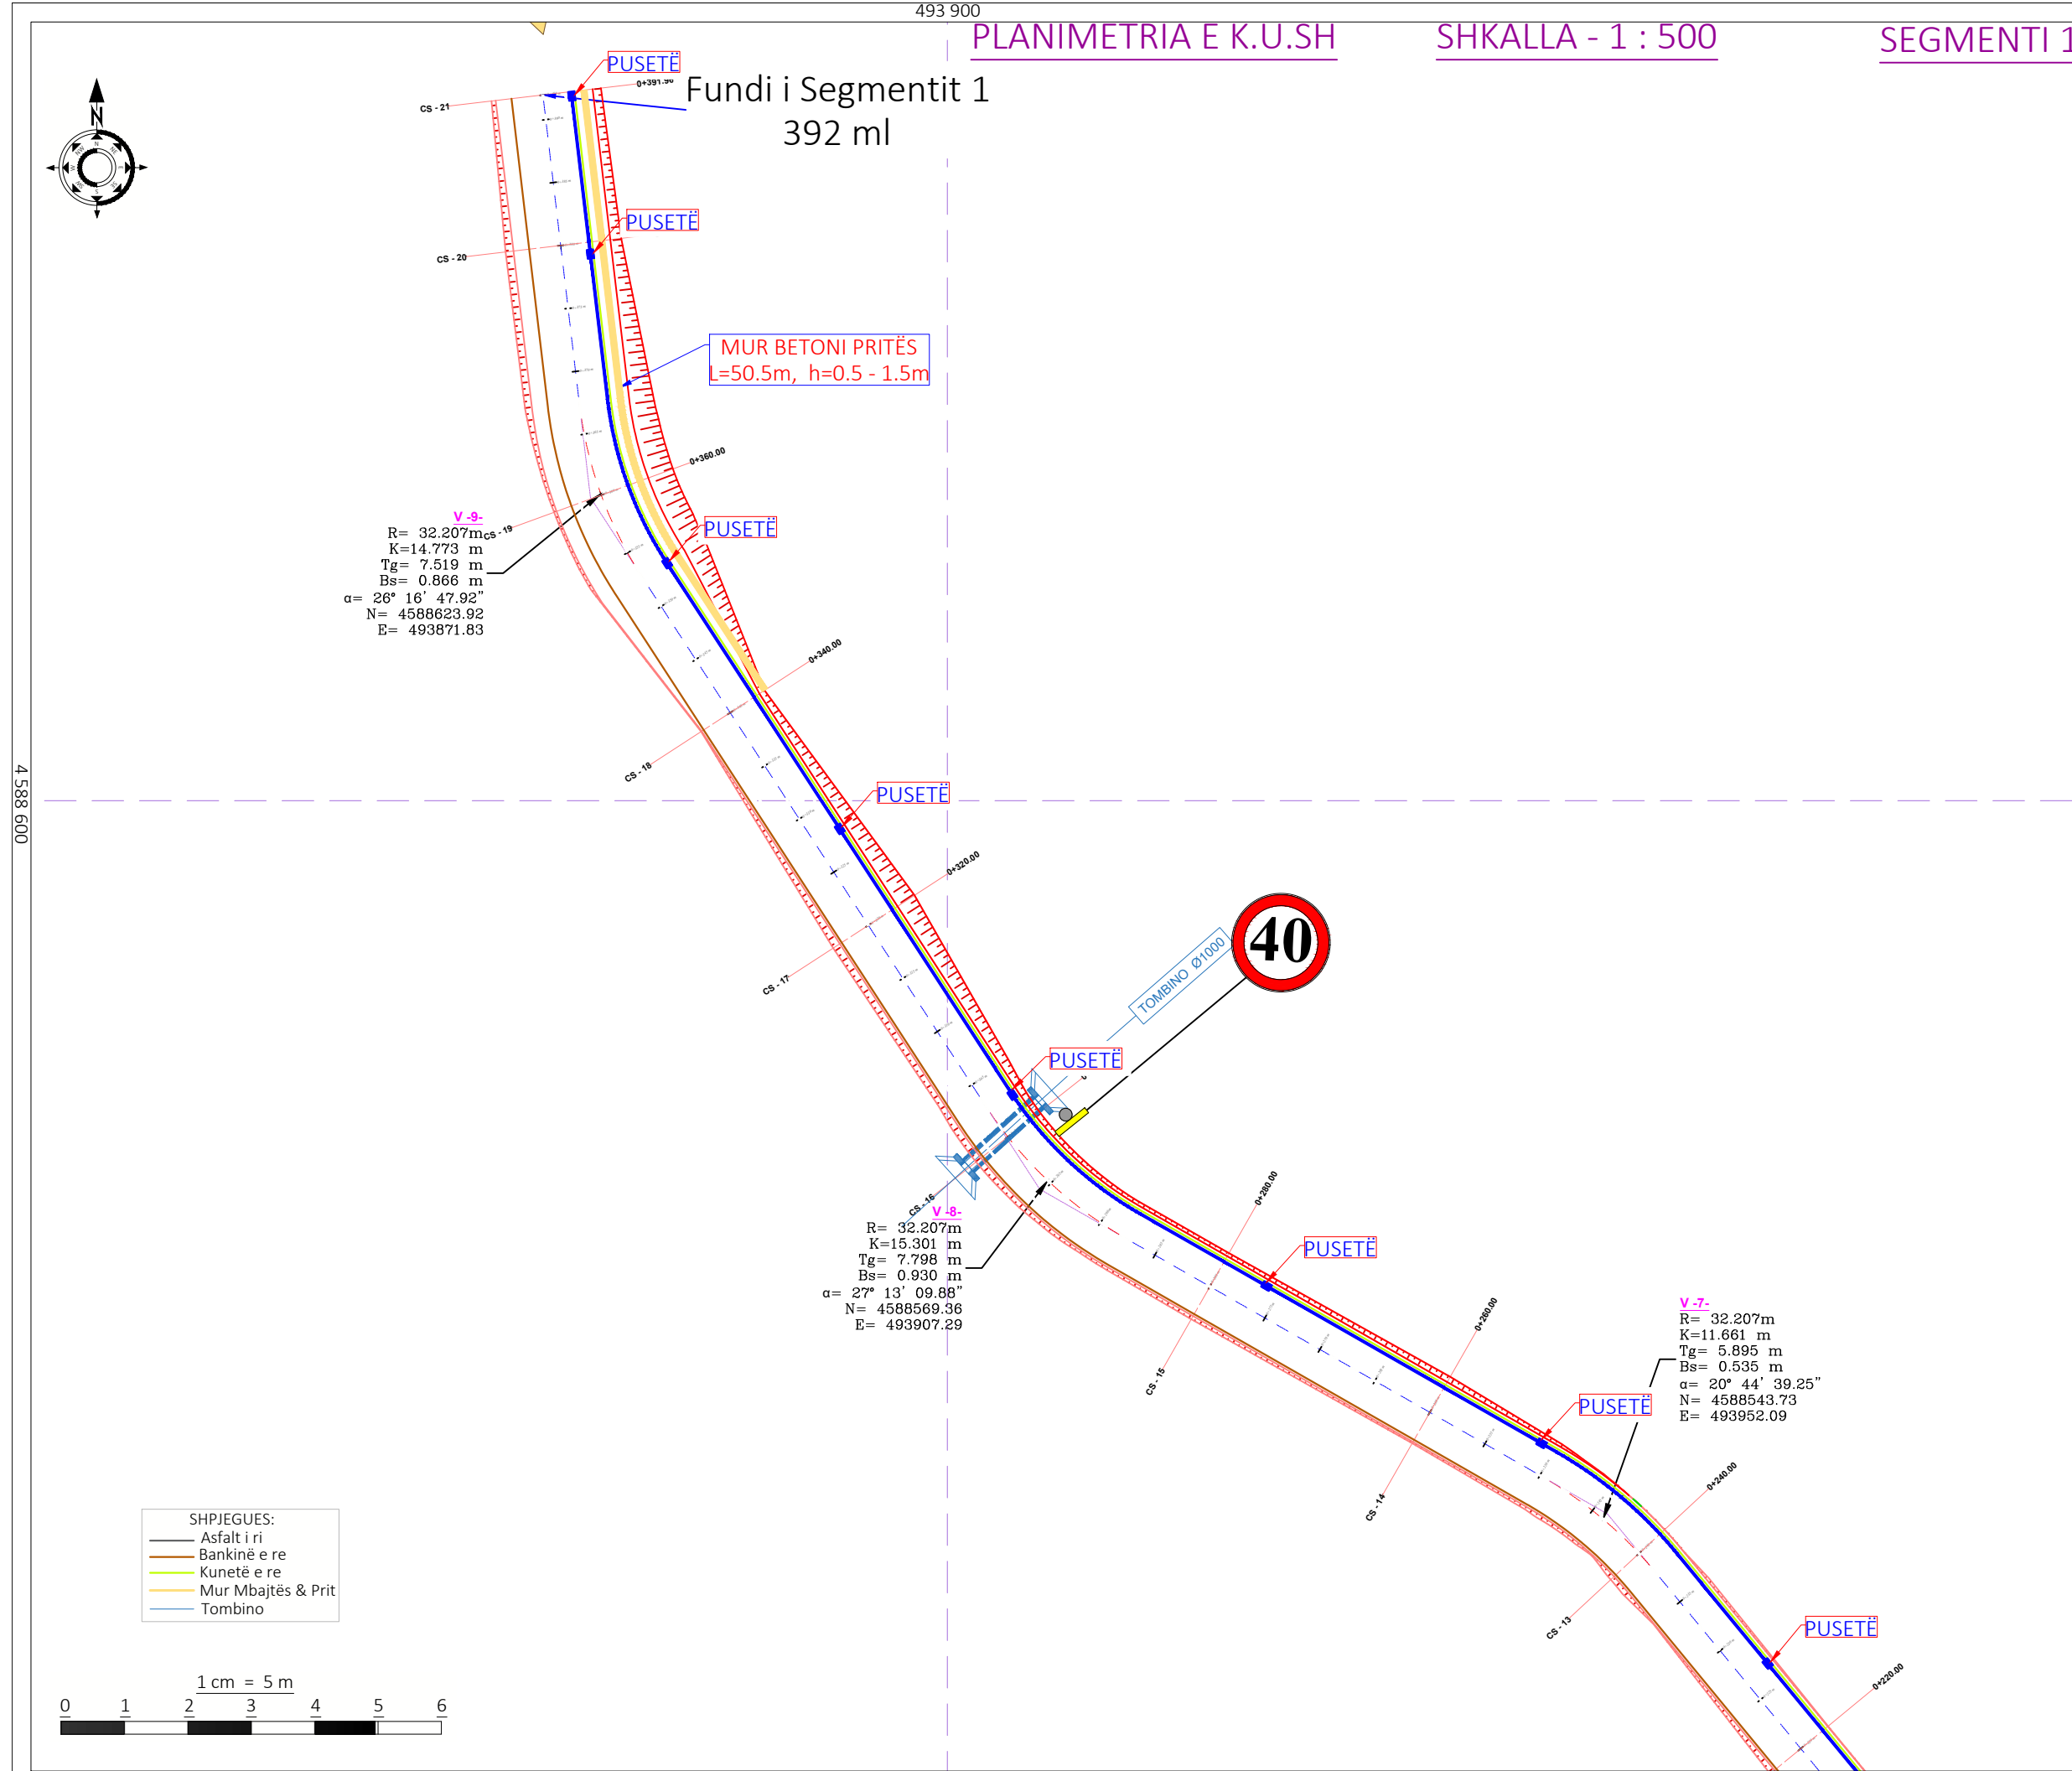 493 900
PLANIMETRIA E K.U.SH
SHKALLA - 1 : 500
SEGMENTI 1
N
PUSETË
0+391.96
Fundi i Segmentit 1
392 ml
CS - 21
N
NE
E
SE
S
SW
W
NW
PUSETË
CS - 20
MUR BETONI PRITËS
L=50.5m, h=0.5 - 1.5m
0+360.00
V -9-
R= 32.207m
K=14.773 m
Tg= 7.519 m
Bs= 0.866 m
α= 26° 16' 47.92"
N= 4588623.92
E= 493871.83
CS - 19
PUSETË
0+340.00
CS - 18
4 588 600
PUSETË
0+320.00
CS - 17
40
TOMBINO Ø1000
PUSETË
CS - 16
V -8-
R= 32.207m
K=15.301 m
Tg= 7.798 m
Bs= 0.930 m
α= 27° 13' 09.88"
N= 4588569.36
E= 493907.29
0+280.00
PUSETË
CS - 15
0+260.00
V -7-
R= 32.207m
K=11.661 m
Tg= 5.895 m
Bs= 0.535 m
α= 20° 44' 39.25"
N= 4588543.73
E= 493952.09
PUSETË
CS - 14
0+240.00
CS - 13
PUSETË
0+220.00
SHPJEGUES:
Asfalt i ri
Bankinë e re
Kunetë e re
Mur Mbajtës & Prit
Tombino
1 cm = 5 m
0 1 2 3 4 5 6